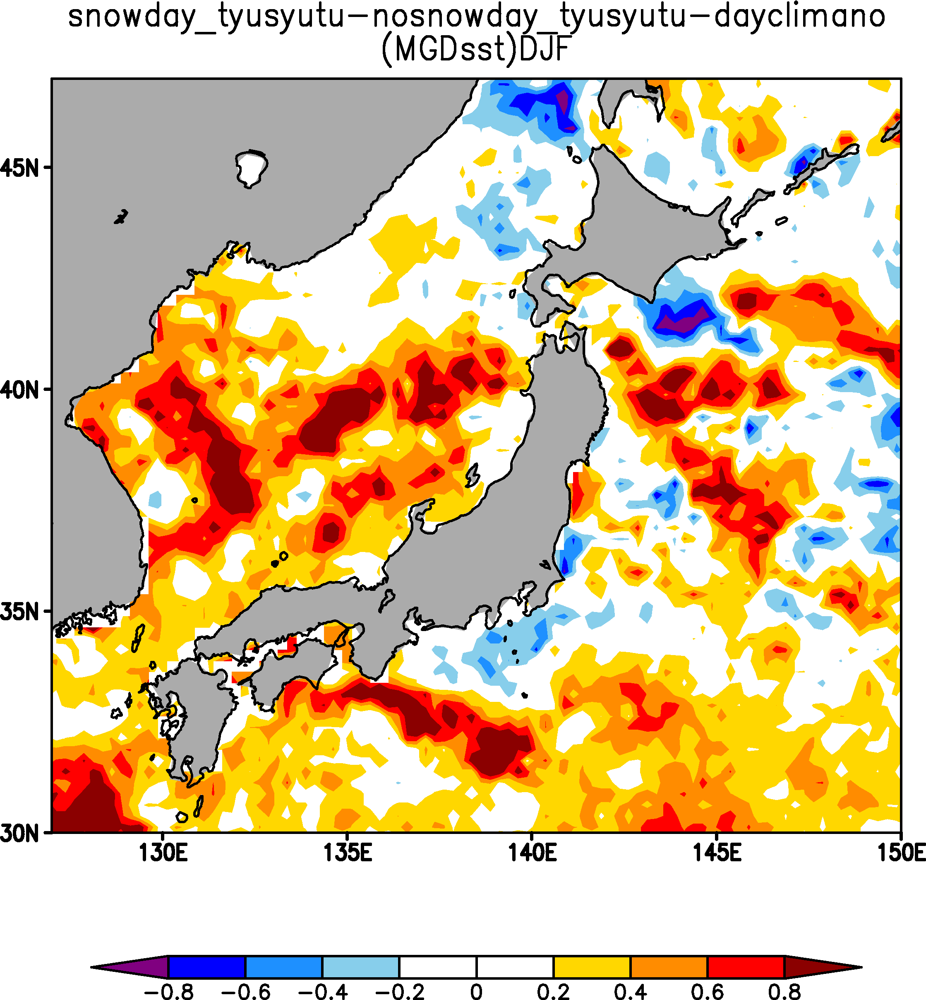 snowday_tyusyutu-nosnowday_tyusyutu-dayclimano
(MGDsst)DJF
45N
40N
35N
30N
130E 135E 140E 145E 150E
-0.8 -0.6 -0.4 -0.2 0 0.2 0.4 0.6 0.8